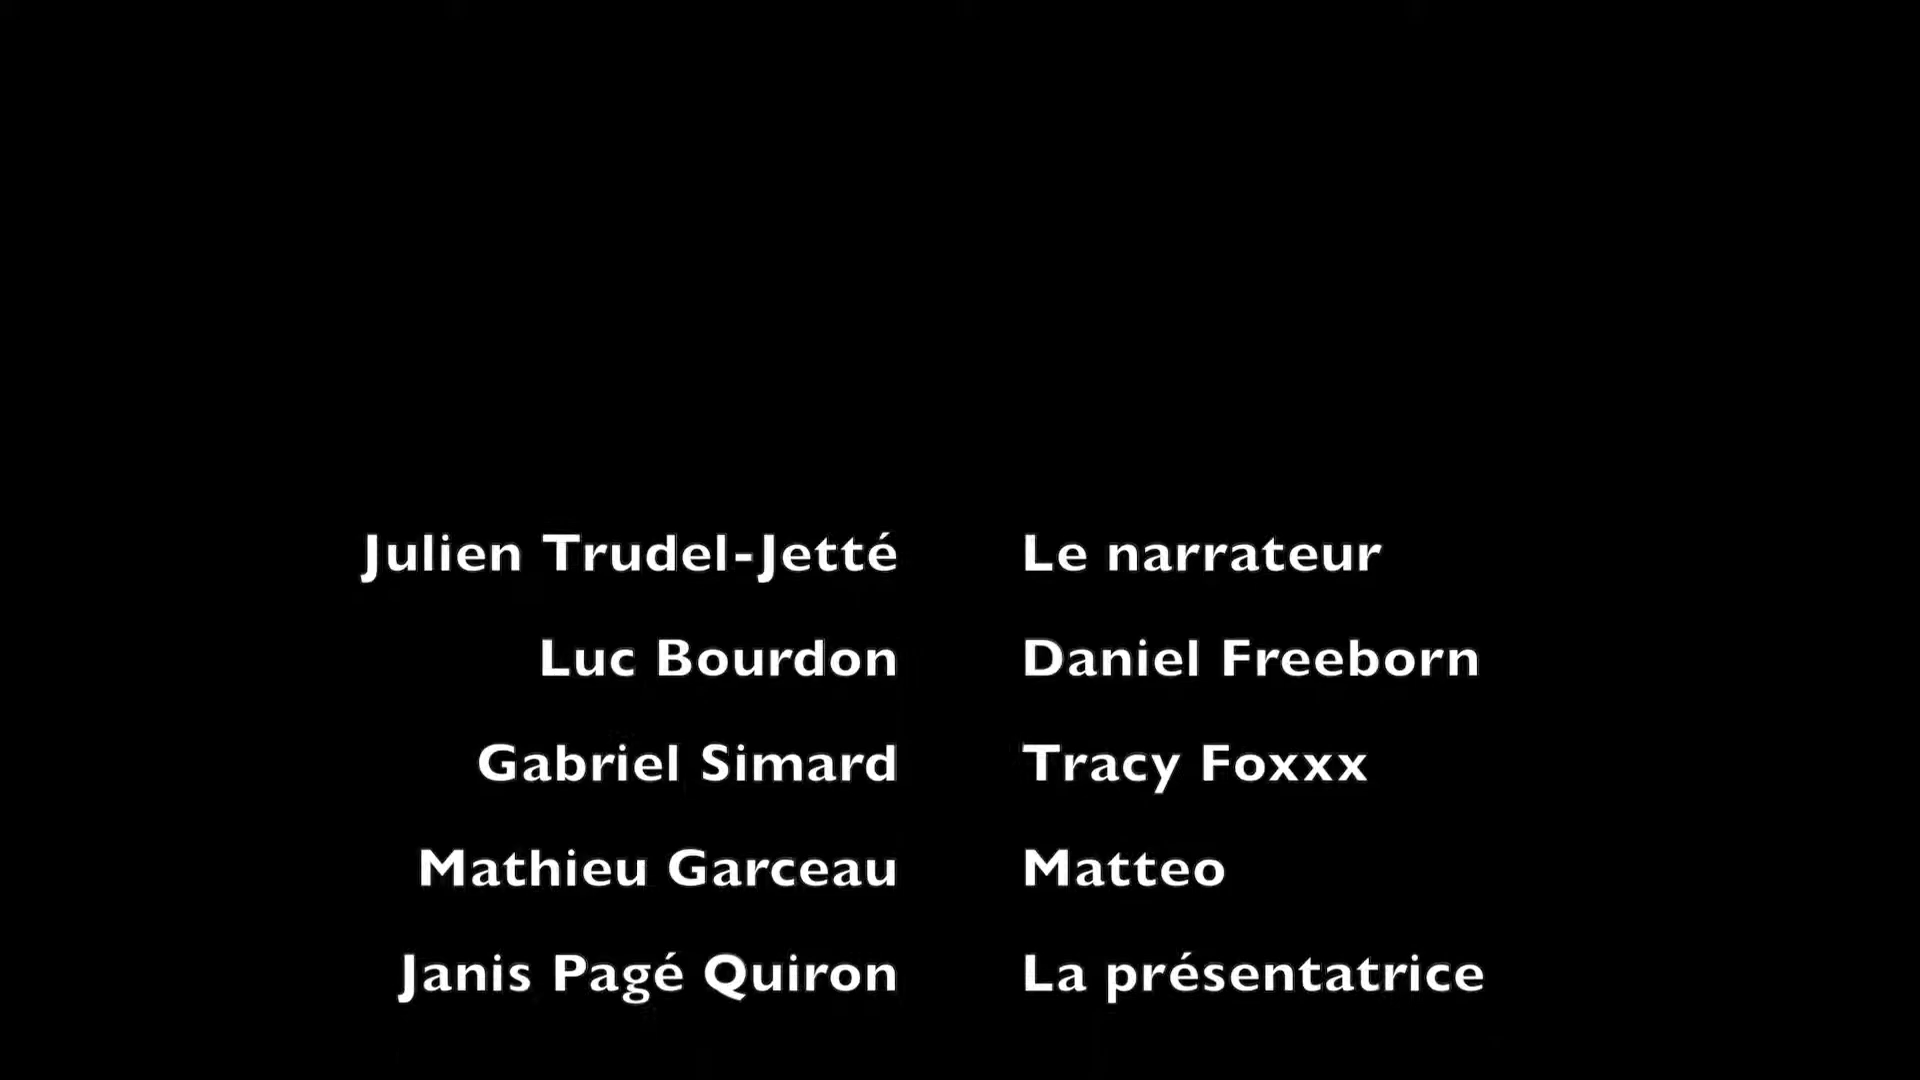 Julien Trudel-Jetté Le narrateur
Luc Bourdon Daniel Freeborn
Gabriel Simard Tracy Foxxx
Mathieu Garceau Matteo
Janis Pagé Quiron La présentatrice